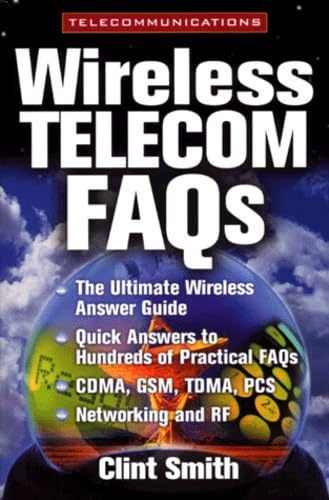 TELECOMMUNICATIONS
Wireless
TELECOM
FAQs
The Ultimate Wireless
Answer Guide
Quick Answers to
Hundreds of Practical FAQs
CDMA, GSM, TDMA, PCS
Networking and RF
Clint Smith